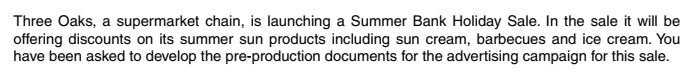 Three Oaks, a supermarket chain, is launching a Summer Bank Holiday Sale. In the sale it will be
offering discounts on its summer sun products including sun cream, barbecues and ice cream. You
have been asked to develop the pre-production documents for the advertising campaign for this sale.